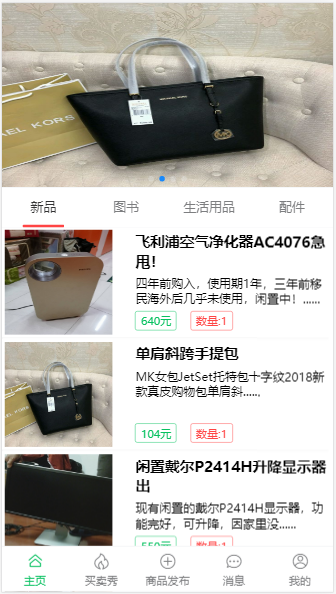 AEL KORS
MICHAEL KORS
新品 图书 生活用品 配件
飞利浦空气净化器AC4076急
用！
四年前购入，使用期1年，三年前移
民海外后几乎未使用，闲置中！......
640元 数量:1
单肩斜跨手提包
MK女包JetSet托特包十字纹2018新
款真皮购物包单肩斜......
104元 数量:1
闲置戴尔P2414H升降显示器
出
现有闲置的戴尔P2414H显示器，功
能完好，可升降，因家里没......
主页 买卖秀 商品发布 消息 我的